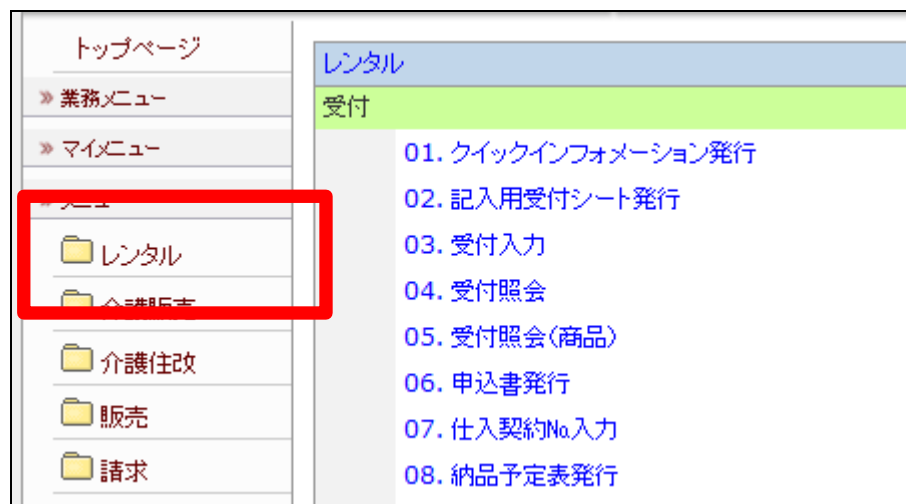 トップページ
» 業務メニュー
» マイメニュー
レンタル
介護住改
販売
請求
レンタル
受付
01. クイックインフォメーション発行
02. 記入用受付シート発行
03. 受付入力
04. 受付照会
05. 受付照会(商品)
06. 申込書発行
07. 仕入契約№入力
08. 納品予定表発行